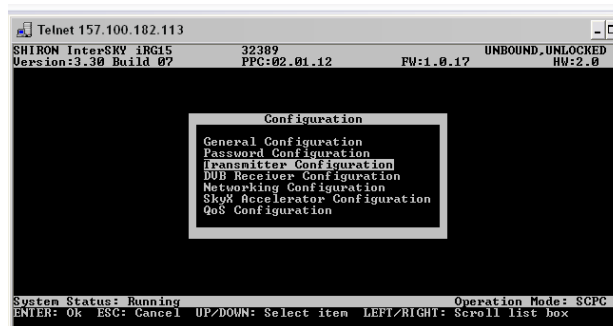 Telnet 157.100.182.113
SHIRON InterSKY iRG15 32389 UNBOUND,UNLOCKED
Version:3.30 Build 07 PPC:02.01.12 FW:1.0.17 HW:2.0
Configuration
General Configuration
Password Configuration
Transmitter Configuration
DVB Receiver Configuration
Networking Configuration
SkyX Accelerator Configuration
QoS Configuration
System Status: Running Operation Mode: SCPC
ENTER: Ok ESC: Cancel UP/DOWN: Select item LEFT/RIGHT: Scroll list box